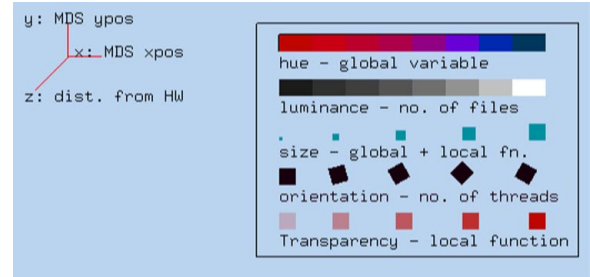 y: MDS ypos
x: MDS xpos
z: dist. from HW
hue - global variable
luminance - no. of files
size - global + local fn.
orientation - no. of threads
Transparency - local function